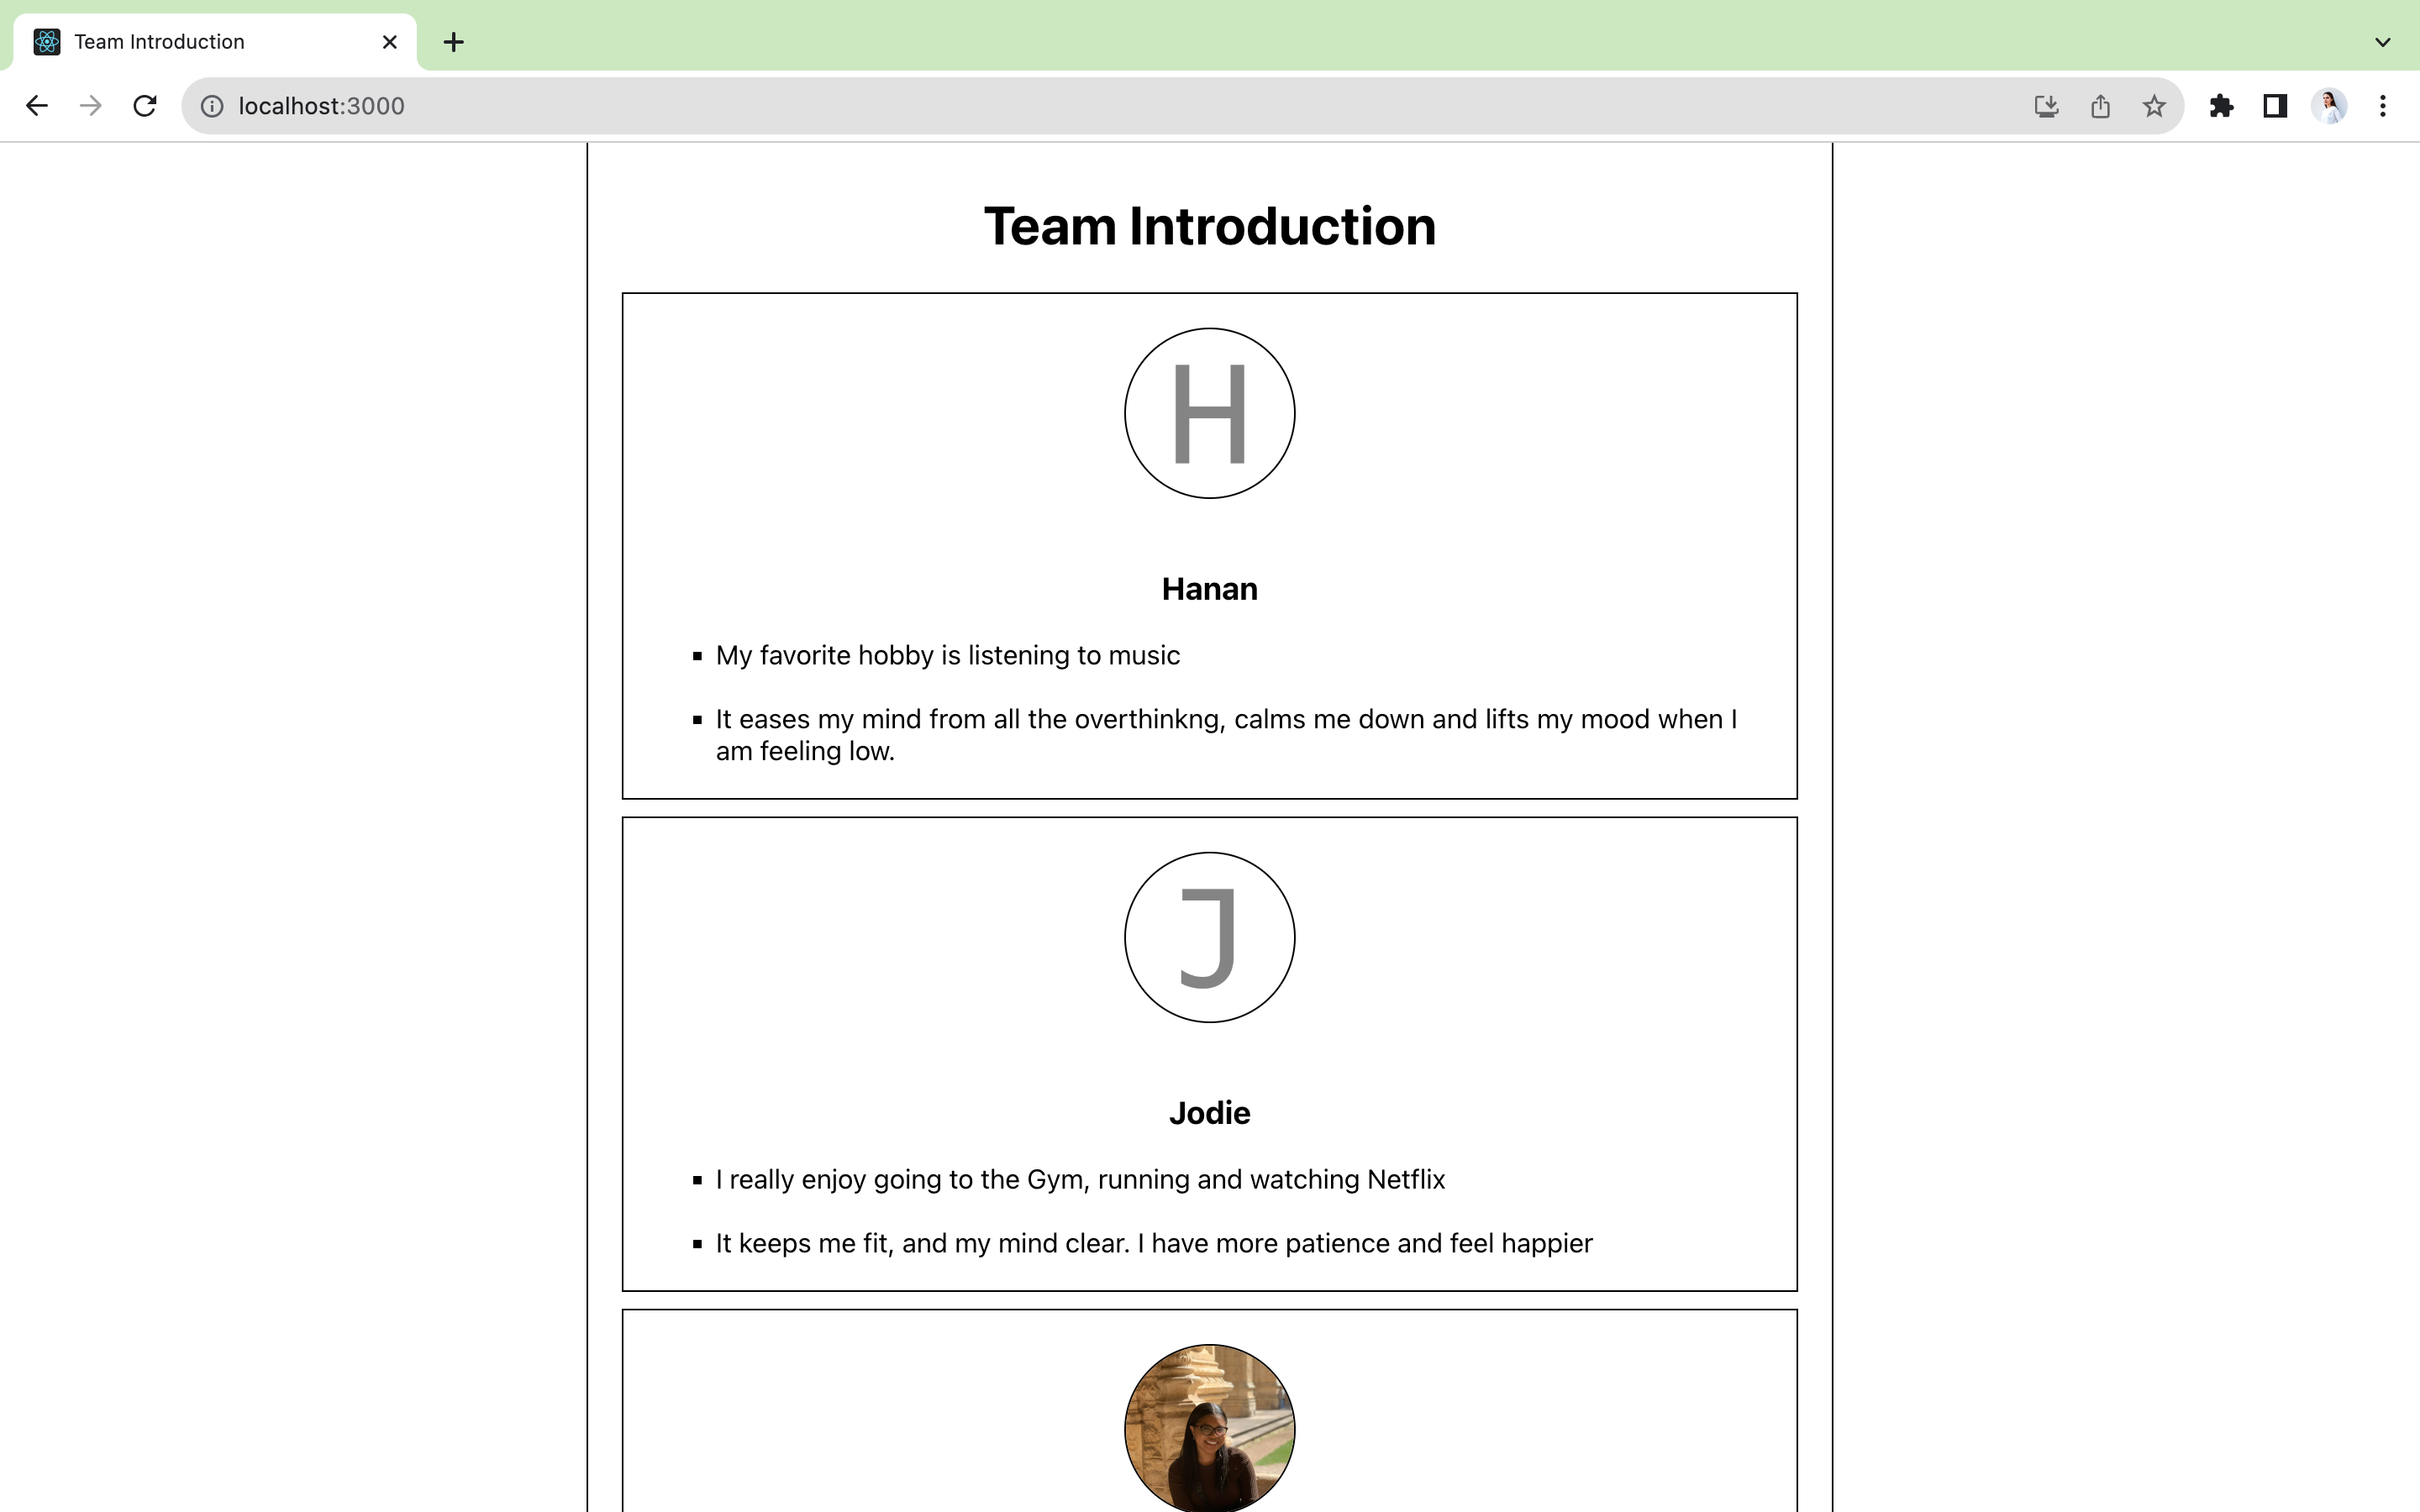 Team Introduction
localhost:3000
Team Introduction
H
Hanan
My favorite hobby is listening to music
It eases my mind from all the overthinkng, calms me down and lifts my mood when I
am feeling low.
J
Jodie
I really enjoy going to the Gym, running and watching Netflix
It keeps me fit, and my mind clear. I have more patience and feel happier